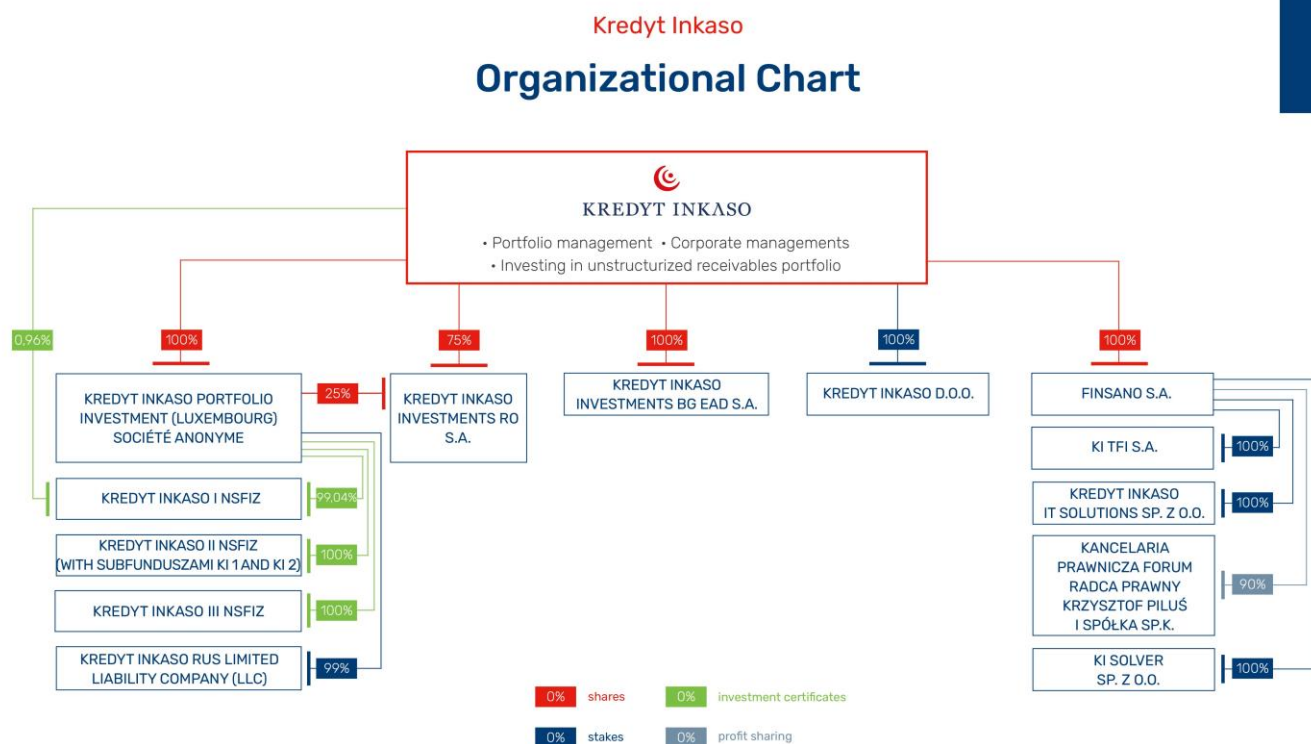 Kredyt Inkaso
Organizational Chart
KREDYT INKΛSO
• Portfolio management • Corporate managements
• Investing in unstructurized receivables portfolio
0,96%
100%
75%
100%
100%
100%
KREDYT INKASO PORTFOLIO
INVESTMENT (LUXEMBOURG)
SOCIÉTÉ ANONYME
25%
KREDYT INKASO
INVESTMENTS RO
S.A.
KREDYT INKASO
INVESTMENTS BG EAD S.A.
KREDYT INKASO D.O.O.
FINSANO S.A.
KI TFI S.A.
100%
KREDYT INKASO I NSFIZ
99,04%
KREDYT INKASO
IT SOLUTIONS SP. Z O.O.
100%
KREDYT INKASO II NSFIZ
(WITH SUBFUNDUSZAMI KI 1 AND KI 2)
100%
KANCELARIA
PRAWNICZA FORUM
RADCA PRAWNY
KRZYSZTOF PILUŚ
I SPÓŁKA SP.K.
90%
KREDYT INKASO III NSFIZ
100%
KREDYT INKASO RUS LIMITED
LIABILITY COMPANY (LLC)
99%
KI SOLVER
SP. Z O.O.
100%
0% shares
0% investment certificates
0% stakes
0% profit sharing